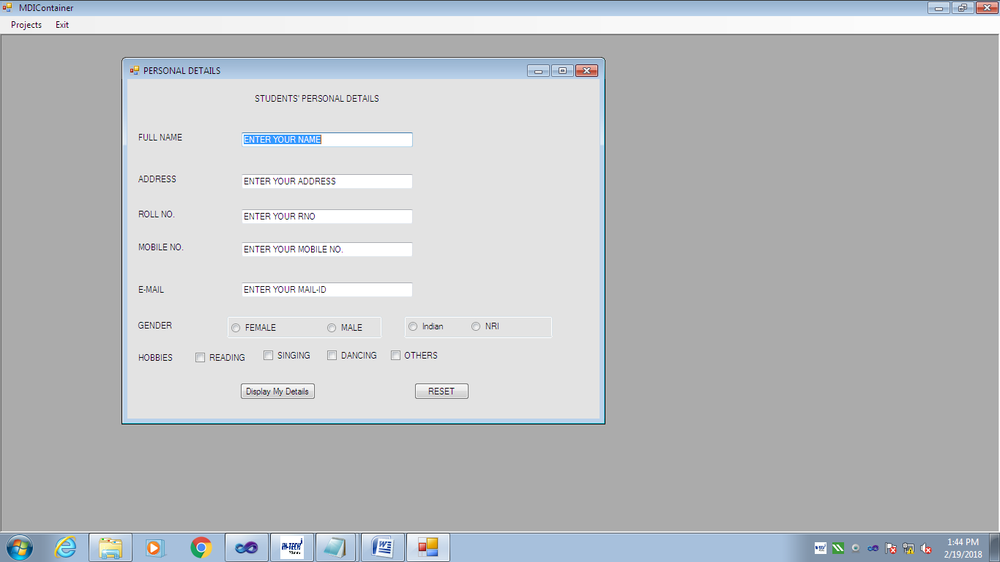 MDIContainer
Projects Exit
PERSONAL DETAILS
STUDENTS' PERSONAL DETAILS
FULL NAME ENTER YOUR NAME
ADDRESS ENTER YOUR ADDRESS
ROLL NO. ENTER YOUR RNO
MOBILE NO. ENTER YOUR MOBILE NO.
E-MAIL ENTER YOUR MAIL-ID
GENDER FEMALE MALE Indian NRI
HOBBIES READING SINGING DANCING OTHERS
Display My Details RESET
IN-TECH
1:44 PM
2/19/2018